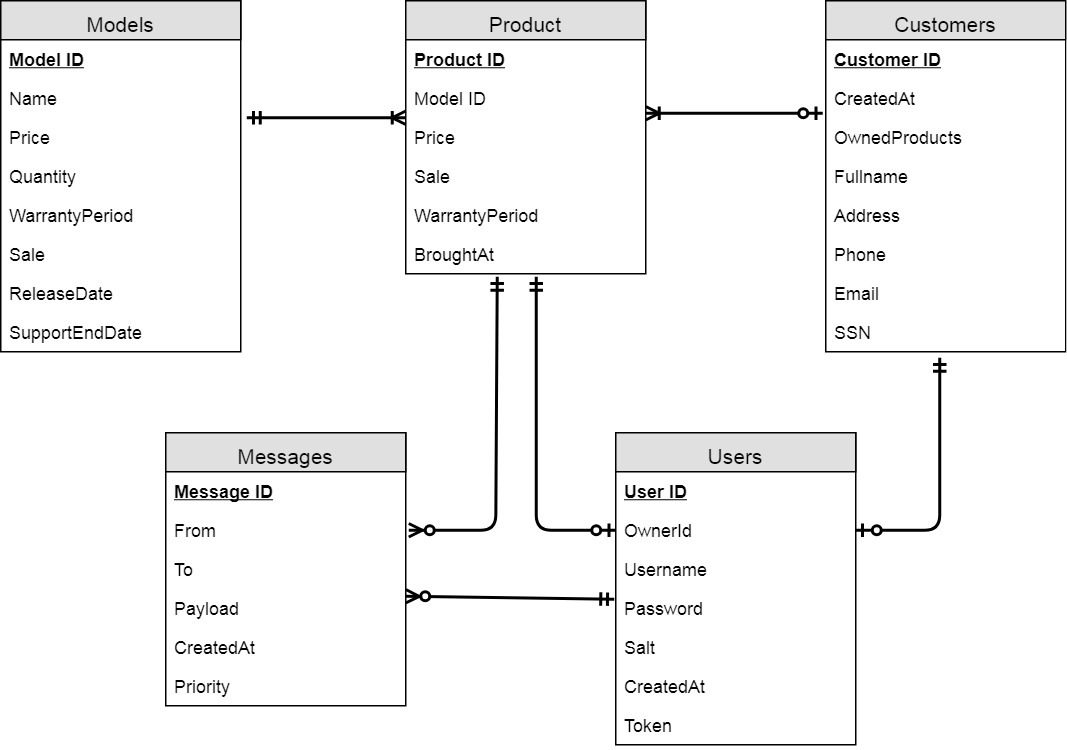 Models
Model ID
Name
Price
Quantity
WarrantyPeriod
Sale
ReleaseDate
SupportEndDate
Product
Product ID
Model ID
Price
Sale
WarrantyPeriod
BroughtAt
Customers
Customer ID
CreatedAt
OwnedProducts
Fullname
Address
Phone
Email
SSN
Messages
Message ID
From
To
Payload
CreatedAt
Priority
Users
User ID
OwnerId
Username
Password
Salt
CreatedAt
Token